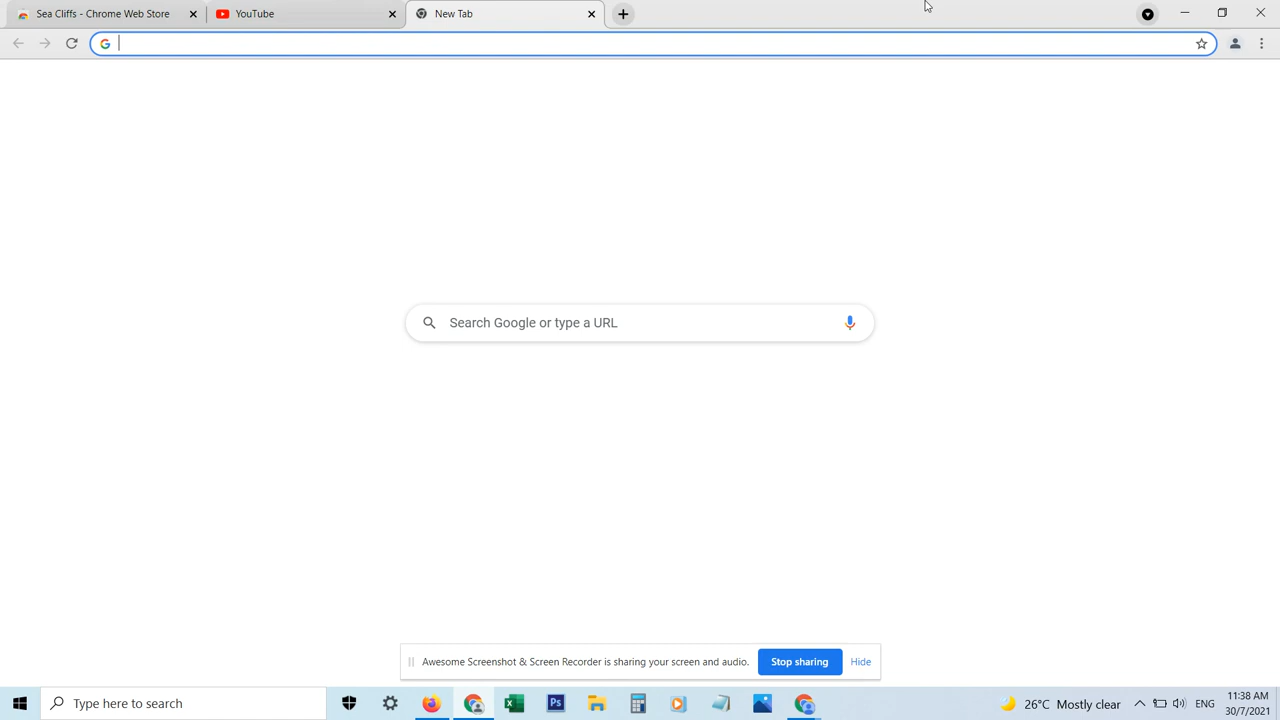 Sea Cliffs - Chrome Web Store
YouTube
New Tab
Search Google or type a URL
Awesome Screenshot & Screen Recorder is sharing your screen and audio.
Stop sharing
Hide
Type here to search
Ps
26°C Mostly clear
ENG
11:38 AM
30/7/2021